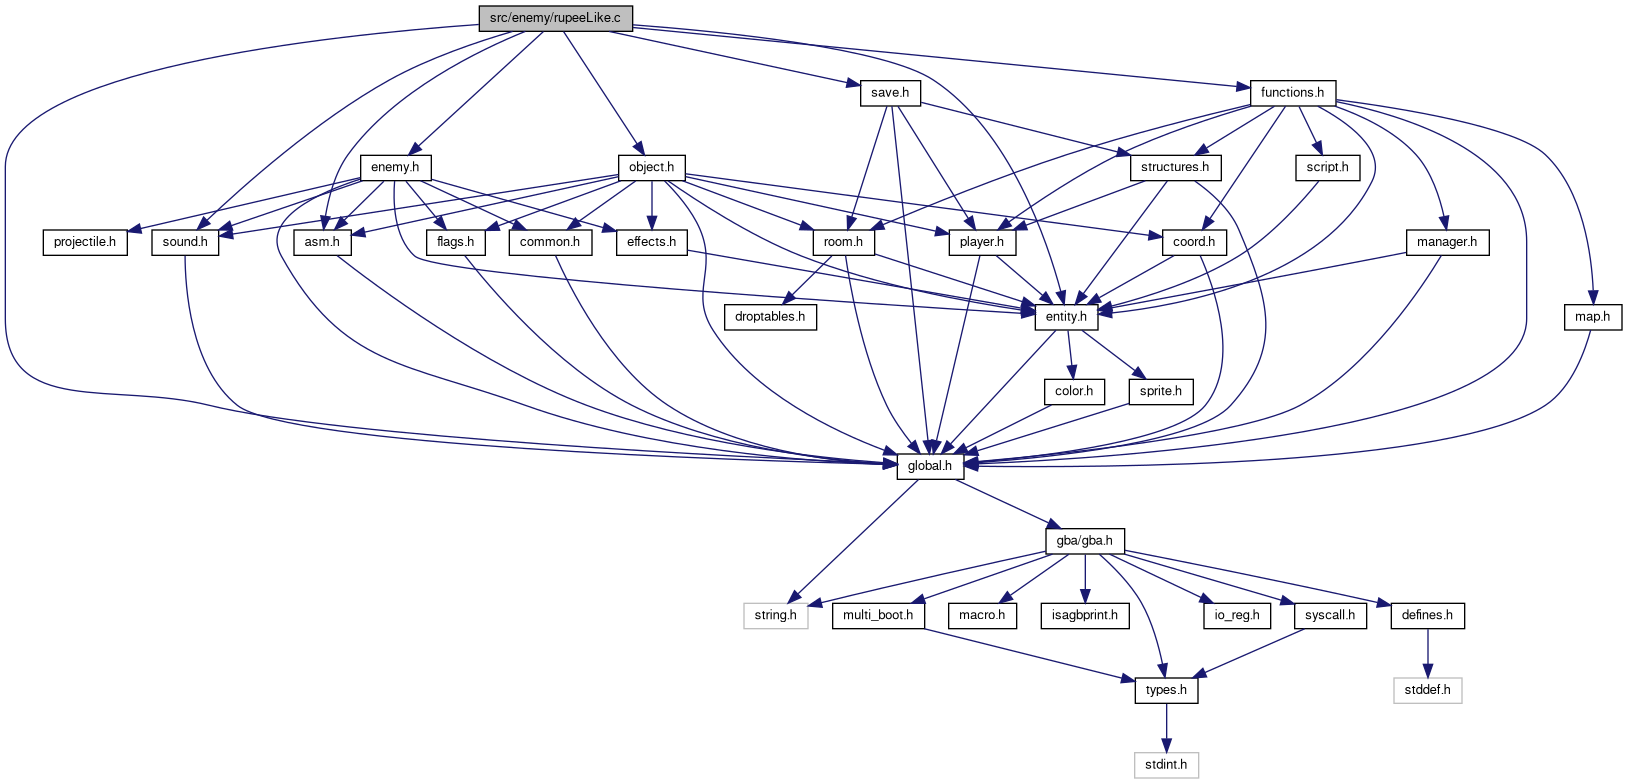 src/enemy/rupeeLike.c
save.h
functions.h
enemy.h
object.h
structures.h
script.h
projectile.h
sound.h
asm.h
flags.h
common.h
effects.h
room.h
player.h
coord.h
manager.h
droptables.h
entity.h
map.h
color.h
sprite.h
global.h
gba/gba.h
string.h
multi_boot.h
macro.h
isagbprint.h
io_reg.h
syscall.h
defines.h
types.h
stddef.h
stdint.h